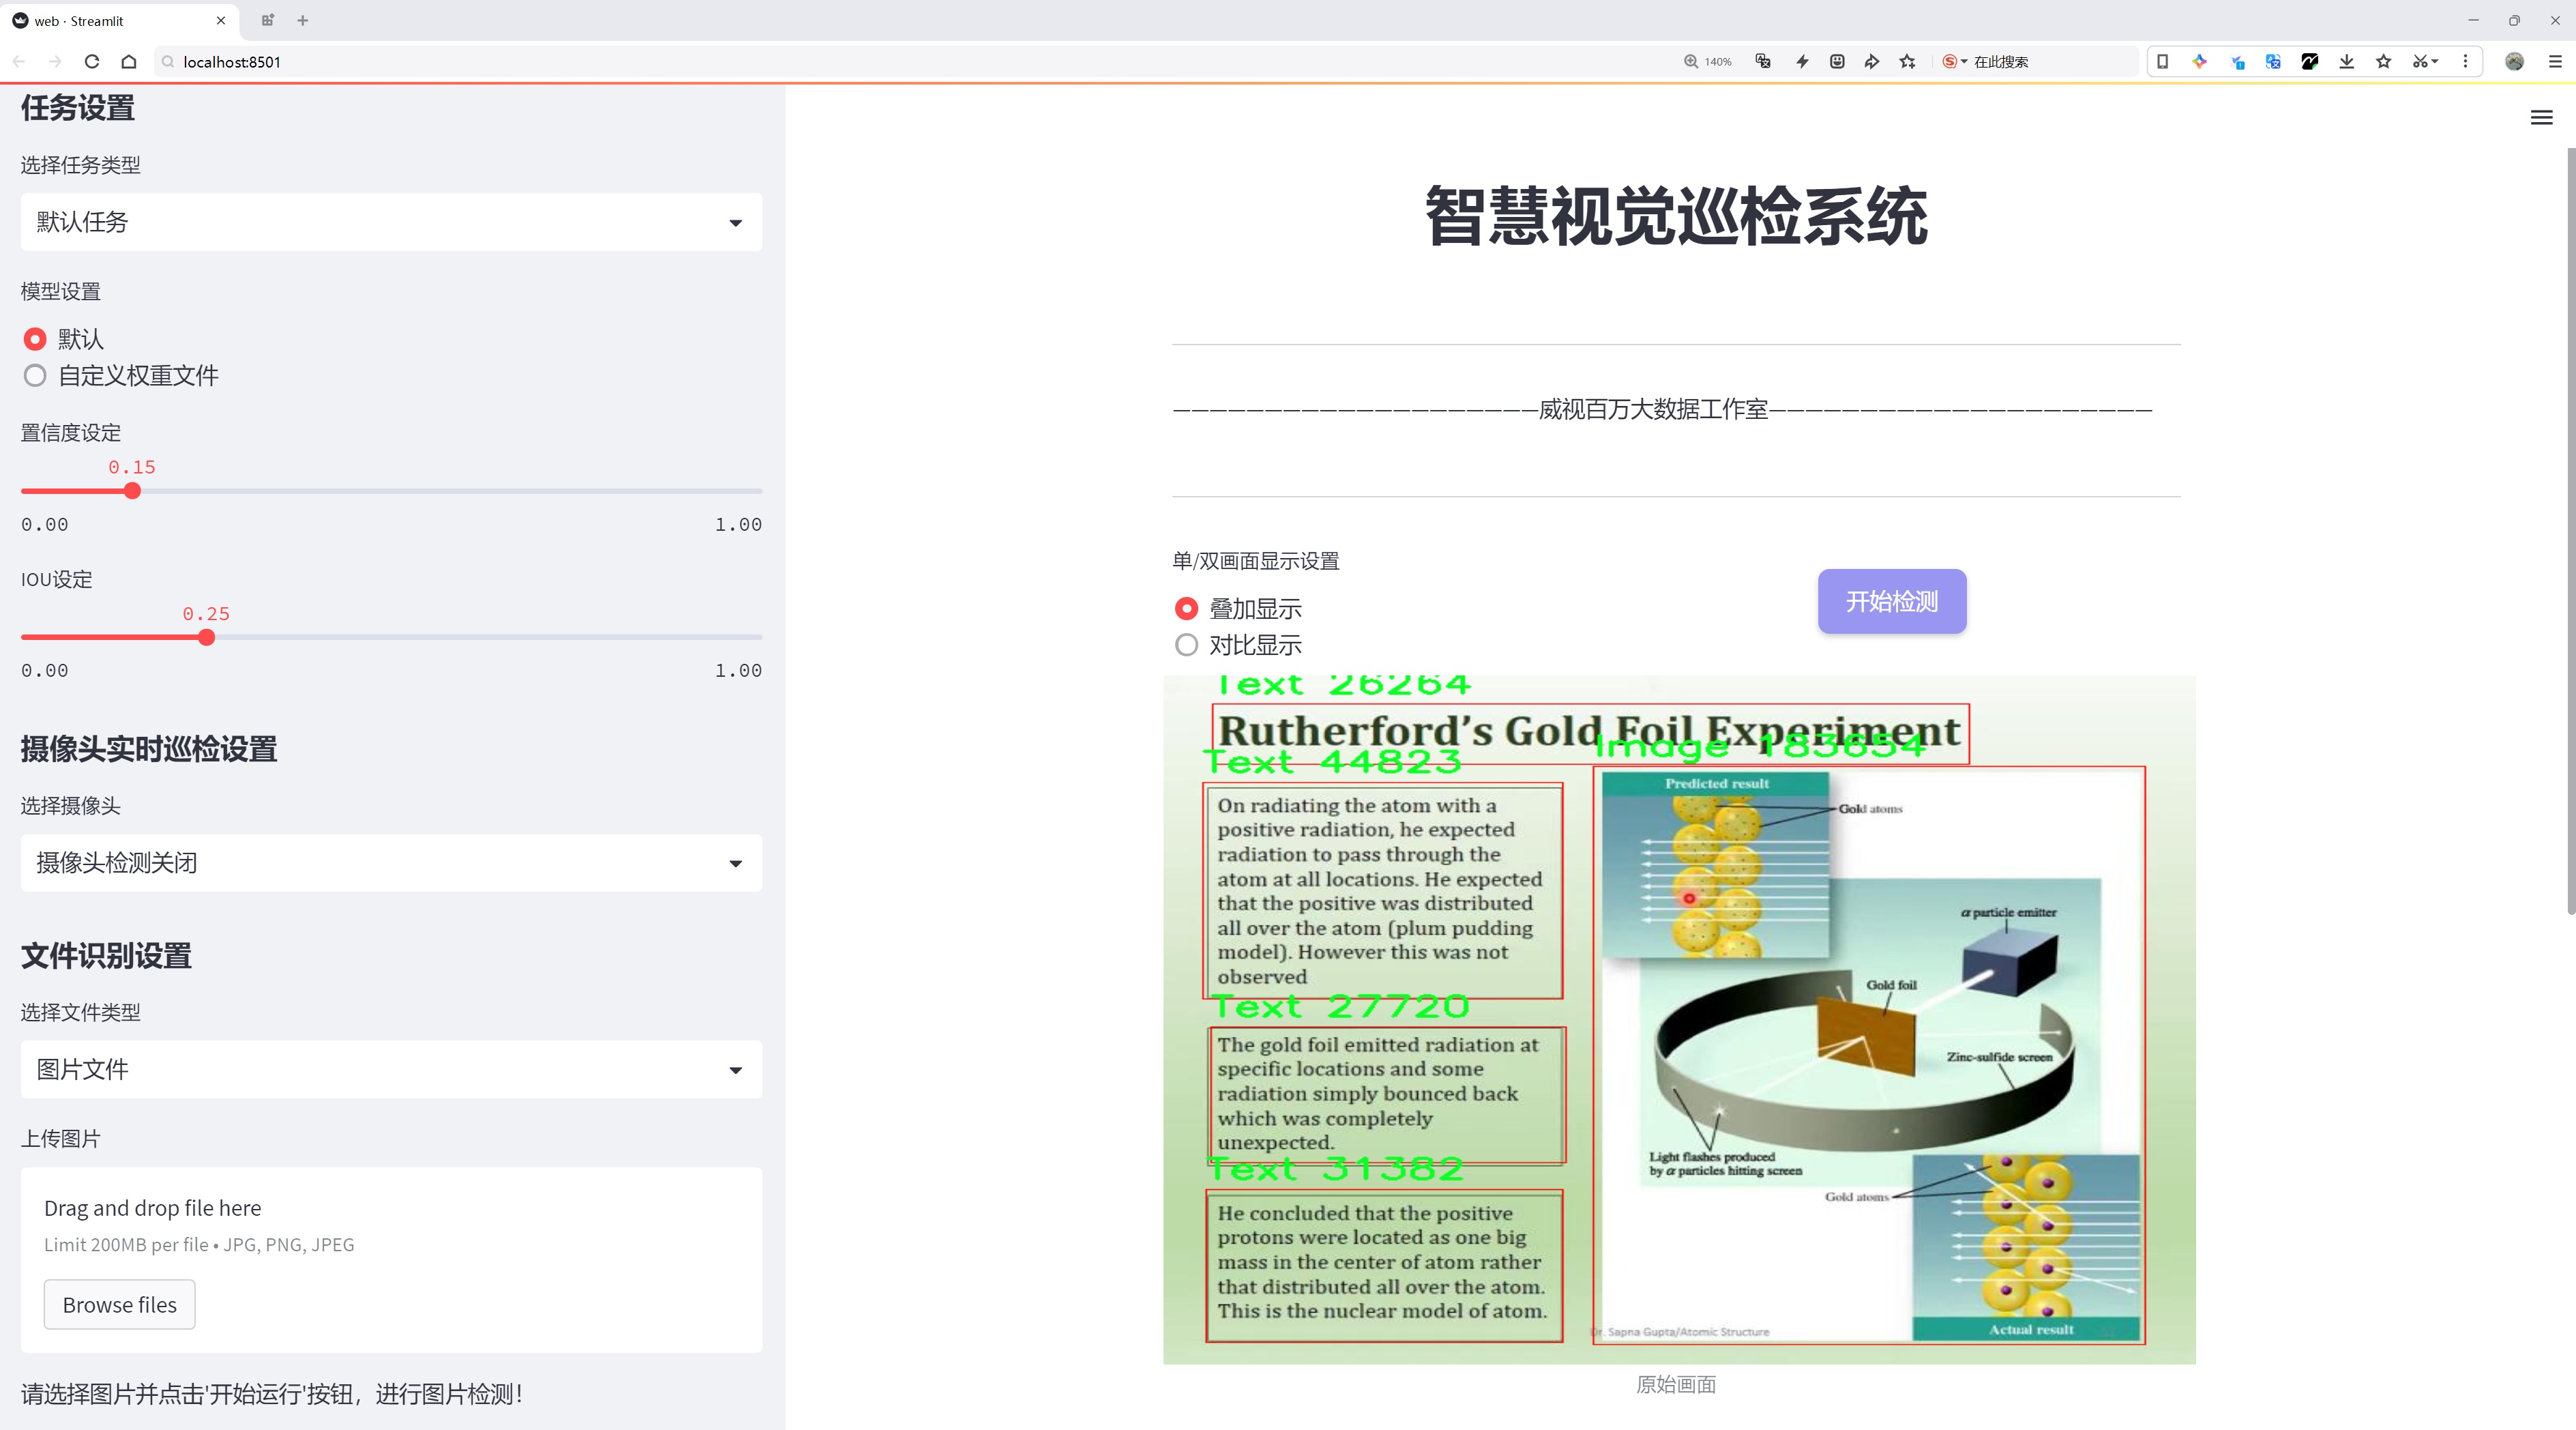 web · Streamlit
localhost:8501
140%
在此搜索
任务设置
选择任务类型
默认任务
模型设置
默认
自定义权重文件
置信度设定
0.15
0.00
1.00
IOU设定
0.25
0.00
1.00
摄像头实时巡检设置
选择摄像头
摄像头检测关闭
文件识别设置
选择文件类型
图片文件
上传图片
Drag and drop file here
Limit 200MB per file • JPG, PNG, JPEG
Browse files
请选择图片并点击'开始运行'按钮，进行图片检测！
智慧视觉巡检系统
—————————————————————威视百万大数据工作室—————————————————————
单/双画面显示设置
叠加显示
对比显示
开始检测
Text 26264
Rutherford's Gold Foil Experiment
Text 44823
On radiating the atom with a
positive radiation, he expected
radiation to pass through the
atom at all locations. He expected
that the positive was distributed
all over the atom (plum pudding
model). However this was not
observed
Text 27720
The gold foil emitted radiation at
specific locations and some
radiation simply bounced back
which was completely
unexpected.
Text 31382
He concluded that the positive
protons were located as one big
mass in the center of atom rather
that distributed all over the atom.
This is the nuclear model of atom.
Image 183654
Predicted result
Gold atoms
α particle emitter
Gold foil
Zinc-sulfide screen
Light flashes produced
by α particles hitting screen
Gold atoms
Actual result
Dr. Sapna Gupta/Atomic Structure
原始画面